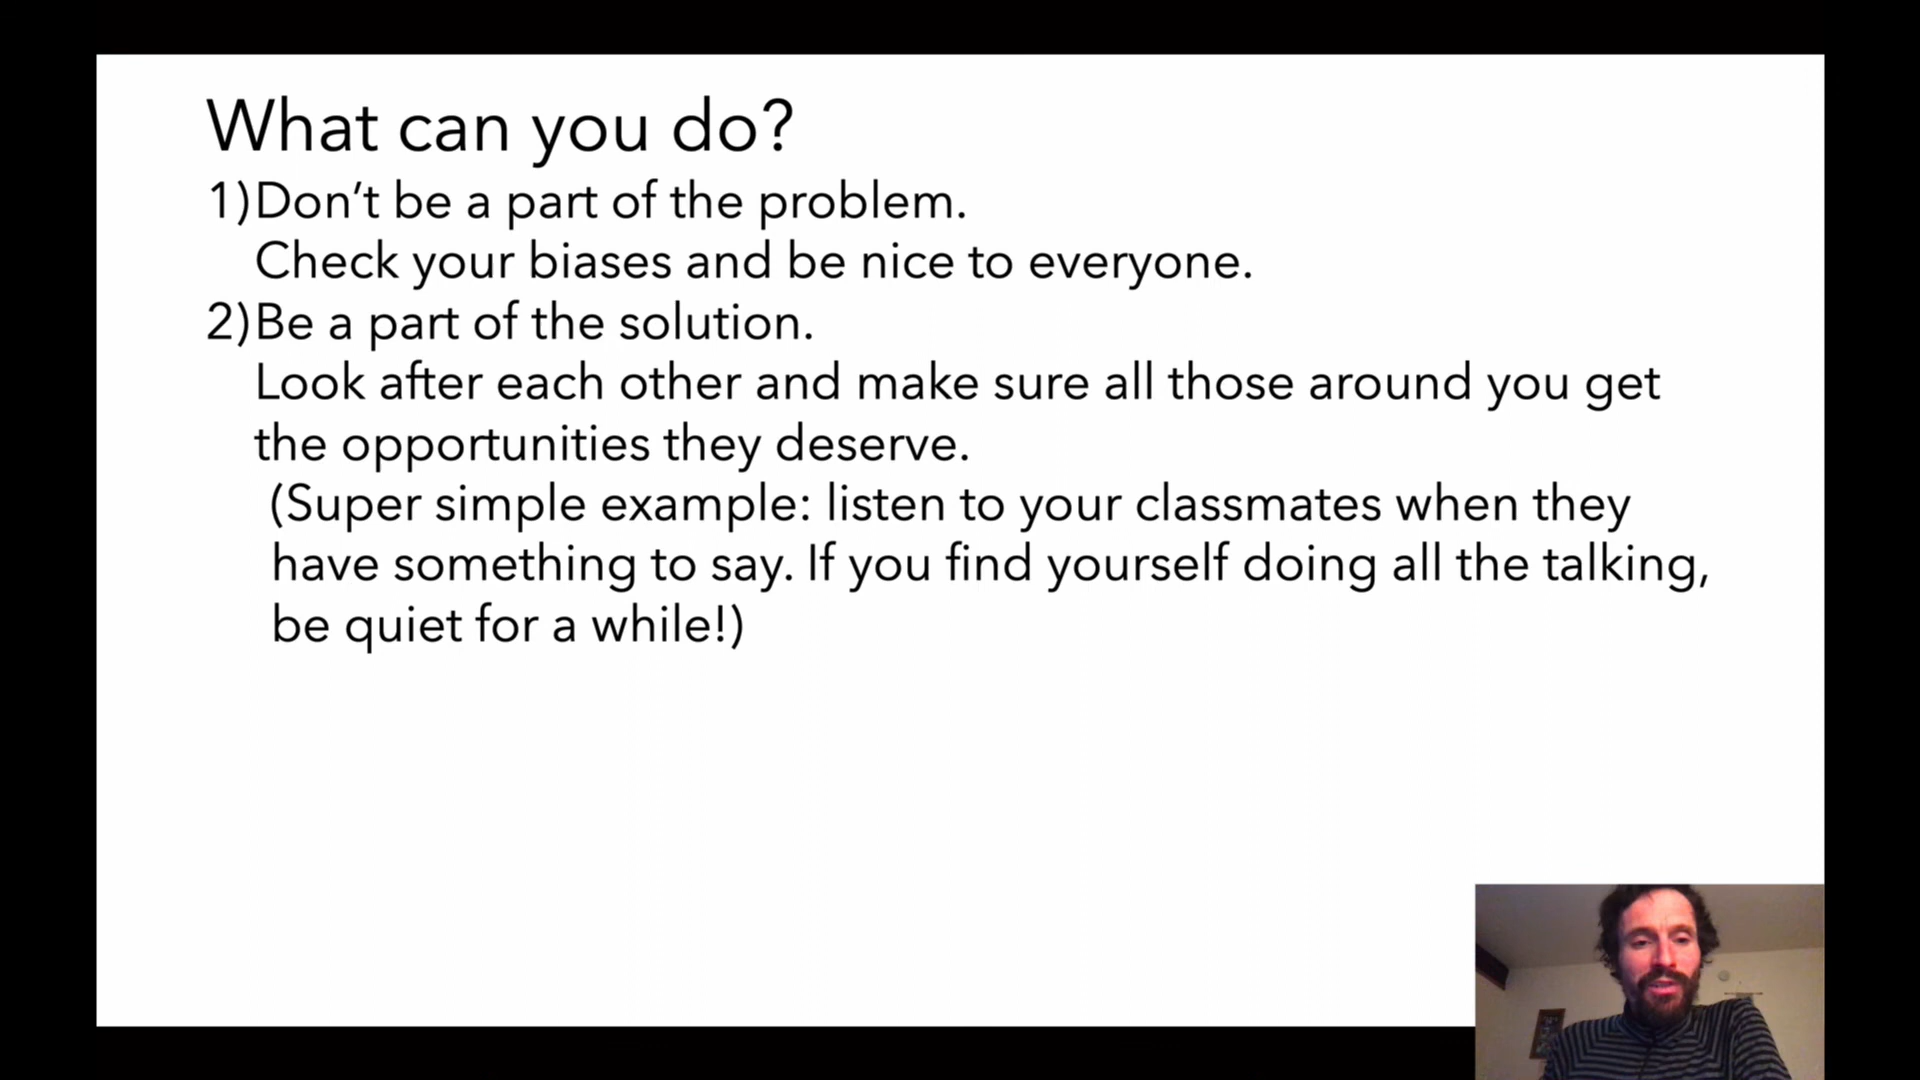 What can you do?
1)Don’t be a part of the problem.
Check your biases and be nice to everyone.
2)Be a part of the solution.
Look after each other and make sure all those around you get
the opportunities they deserve.
(Super simple example: listen to your classmates when they
have something to say. If you find yourself doing all the talking,
be quiet for a while!)